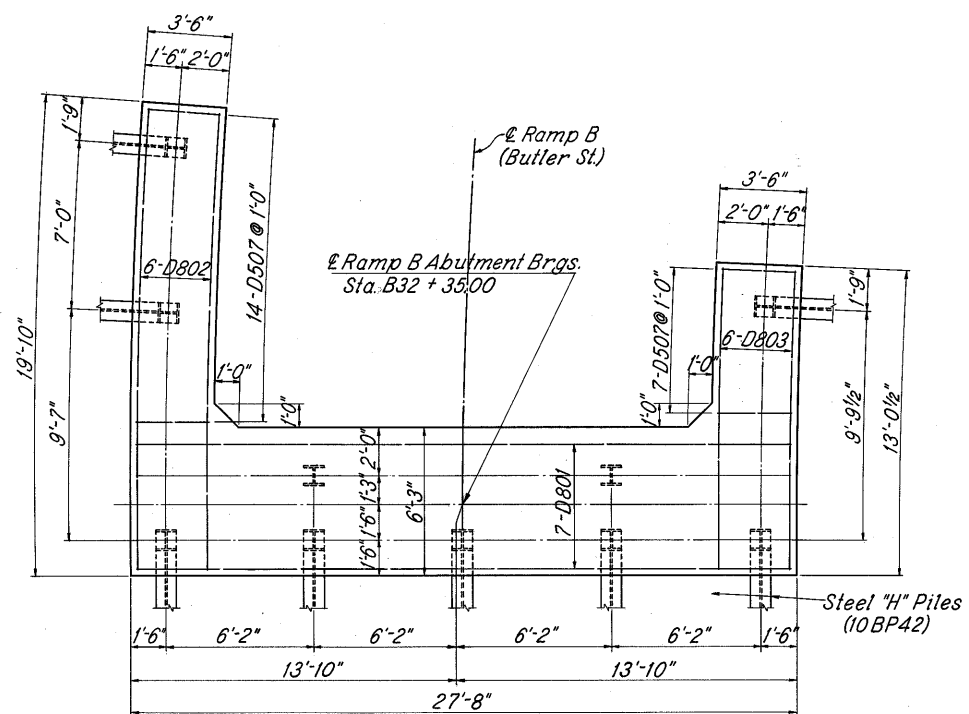 3'-6"
1'-6" 2'-0"
1'-9"
7'-0"
19'-10"
9'-7"
6-D802
14-D507 @ 1'-0"
1'-0"
1'-0"
℄ Ramp B
(Butler St.)
℄ Ramp B Abutment Brgs.
Sta. B32 + 35.00
3'-6"
2'-0" 1'-6"
7-D507 @ 1'-0"
6-D803
1'-9"
9'-9½"
13'-0½"
1'-0"
1'-0"
2'-0"
1'-3"
1'-6"
1'-6"
6'-3"
7-D801
Steel "H" Piles
(10 BP42)
1'-6" 6'-2" 6'-2" 6'-2" 6'-2" 1'-6"
13'-10" 13'-10"
27'-8"